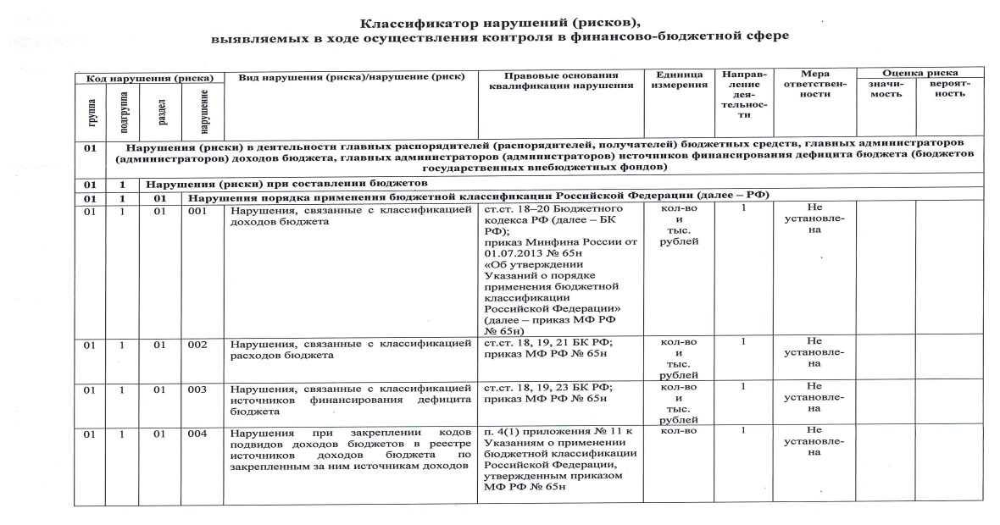 Классификатор нарушений (рисков),
выявляемых в ходе осуществления контроля в финансово-бюджетной сфере
Код нарушения (риска)
группа
подгруппа
раздел
нарушение
Вид нарушения (риска)/нарушение (риск)
Правовые основания
квалификации нарушения
Единица
измерения
Направ-
ление
дея-
тельнос-
ти
Мера
ответствен-
ности
Оценка риска
значи-
мость
вероят-
ность
01
Нарушения (риски) в деятельности главных распорядителей (распорядителей, получателей) бюджетных средств, главных администраторов
(администраторов) доходов бюджета, главных администраторов (администраторов) источников финансирования дефицита бюджета (бюджетов
государственных внебюджетных фондов)
01 1 Нарушения (риски) при составлении бюджетов
01 1 01 Нарушения порядка применения бюджетной классификации Российской Федерации (далее – РФ)
01 1 01 001
Нарушения, связанные с классификацией
доходов бюджета
ст.ст. 18–20 Бюджетного
кодекса РФ (далее – БК
РФ);
приказ Минфина России от
01.07.2013 № 65н
«Об утверждении
Указаний о порядке
применения бюджетной
классификации
Российской Федерации»
(далее – приказ МФ РФ
№ 65н)
кол-во
и
тыс.
рублей
1
Не
установле-
на
01 1 01 002
Нарушения, связанные с классификацией
расходов бюджета
ст.ст. 18, 19, 21 БК РФ;
приказ МФ РФ № 65н
кол-во
и
тыс.
рублей
1
Не
установле-
на
01 1 01 003
Нарушения, связанные с классификацией
источников финансирования дефицита
бюджета
ст.ст. 18, 19, 23 БК РФ;
приказ МФ РФ № 65н
кол-во
и
тыс.
рублей
1
Не
установле-
на
01 1 01 004
Нарушения при закреплении кодов
подвидов доходов бюджетов в реестре
источников доходов бюджета по
закрепленным за ним источникам доходов
п. 4(1) приложения № 11 к
Указаниям о применении
бюджетной классификации
Российской Федерации,
утвержденным приказом
МФ РФ № 65н
кол-во
1
Не
установле-
на